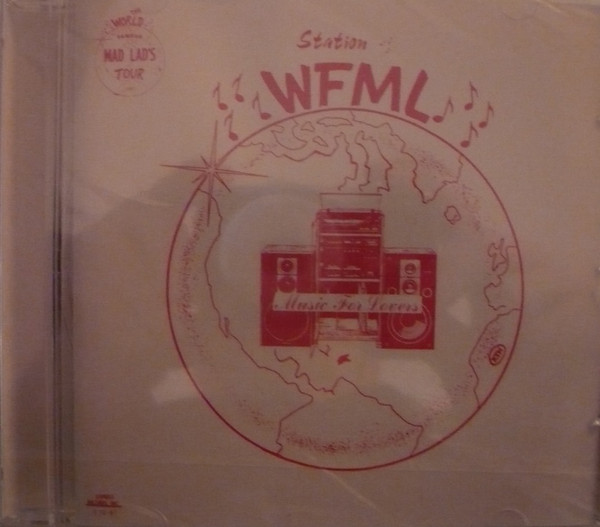 THE
WORLD
FAMOUS
MAD LAD'S
TOUR
Station
WFML
Music For Lovers